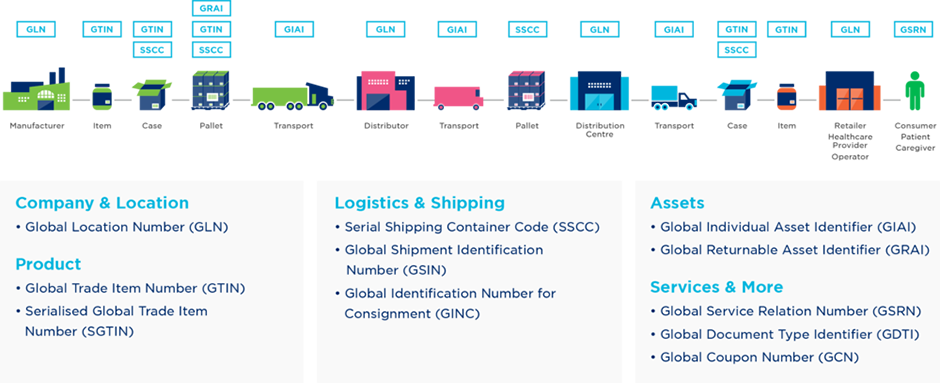 GRAI
GLN GTIN GTIN GTIN GIAI GLN GIAI SSCC GLN GIAI GTIN GTIN GLN GSRN
SSCC SSCC SSCC
Manufacturer Item Case Pallet Transport Distributor Transport Pallet Distribution Transport Case Item Retailer Consumer
Centre Healthcare Patient
Provider Caregiver
Operator
Company & Location
• Global Location Number (GLN)
Product
• Global Trade Item Number (GTIN)
• Serialised Global Trade Item
Number (SGTIN)
Logistics & Shipping
• Serial Shipping Container Code (SSCC)
• Global Shipment Identification
Number (GSIN)
• Global Identification Number for
Consignment (GINC)
Assets
• Global Individual Asset Identifier (GIAI)
• Global Returnable Asset Identifier (GRAI)
Services & More
• Global Service Relation Number (GSRN)
• Global Document Type Identifier (GDTI)
• Global Coupon Number (GCN)